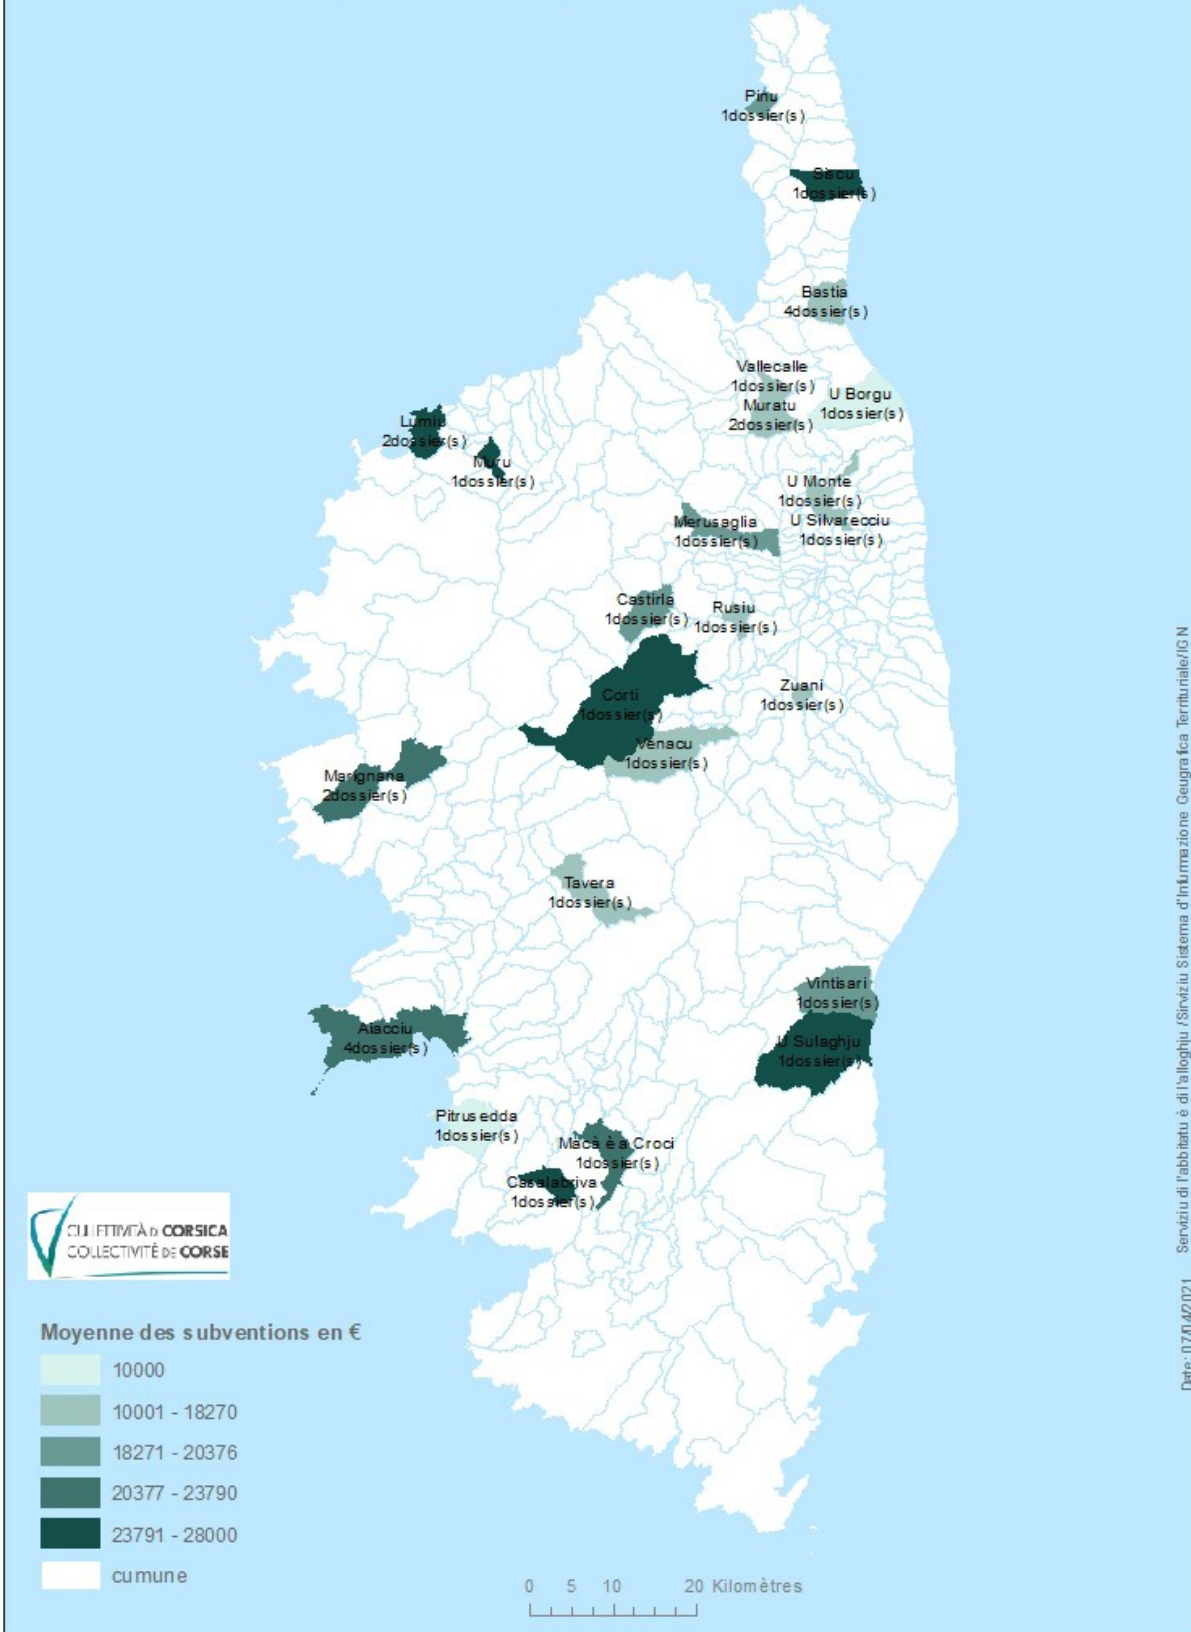 Pinu
1dossier(s)
Siscu
1dossier(s)
Bastia
4dossier(s)
Vallecalle
1dossier(s)
Muratu
2dossier(s)
U Borgu
1dossier(s)
Lumiu
2dossier(s)
Muru
1dossier(s)
U Monte
1dossier(s)
U Silvarecciu
1dossier(s)
Merusaglia
1dossier(s)
Castirla
1dossier(s)
Rusiu
1dossier(s)
Corti
1dossier(s)
Zuani
1dossier(s)
Venacu
1dossier(s)
Marignana
2dossier(s)
Tavera
1dossier(s)
Vintisari
1dossier(s)
U Sulaghju
1dossier(s)
Aiacciu
4dossier(s)
Pitrusedda
1dossier(s)
Macà è a Croci
1dossier(s)
Casalabriva
1dossier(s)
CULLETTIVITÀ DI CORSICA
COLLECTIVITÉ DE CORSE
Moyenne des subventions en €
10000
10001 - 18270
18271 - 20376
20377 - 23790
23791 - 28000
cumune
0 5 10 20 Kilomètres
Date: 07/04/2021 Serviziu di l'abbitatu è di l'alloghju /Sirviziu Sistema d'Infurmazione Geugrafica Territuriale/IGN